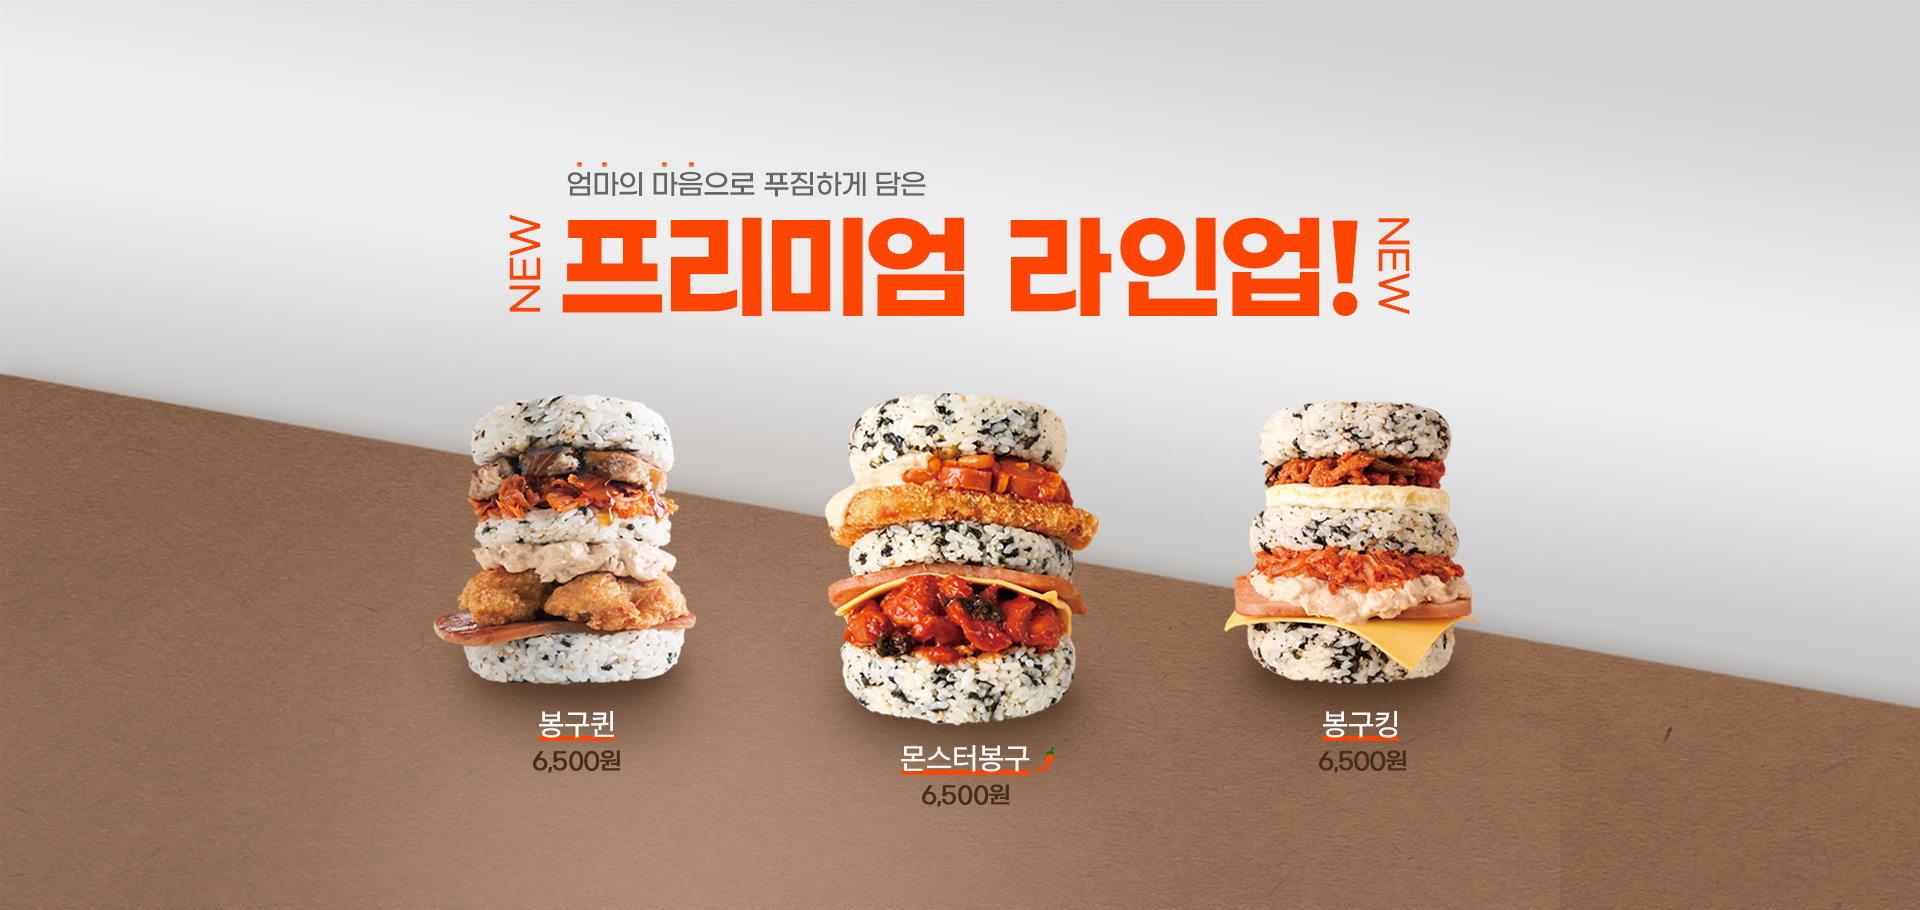 엄마의 마음으로 푸짐하게 담은
NEW 프리미엄 라인업! NEW
봉구퀸
6,500원
몬스터봉구
6,500원
봉구킹
6,500원